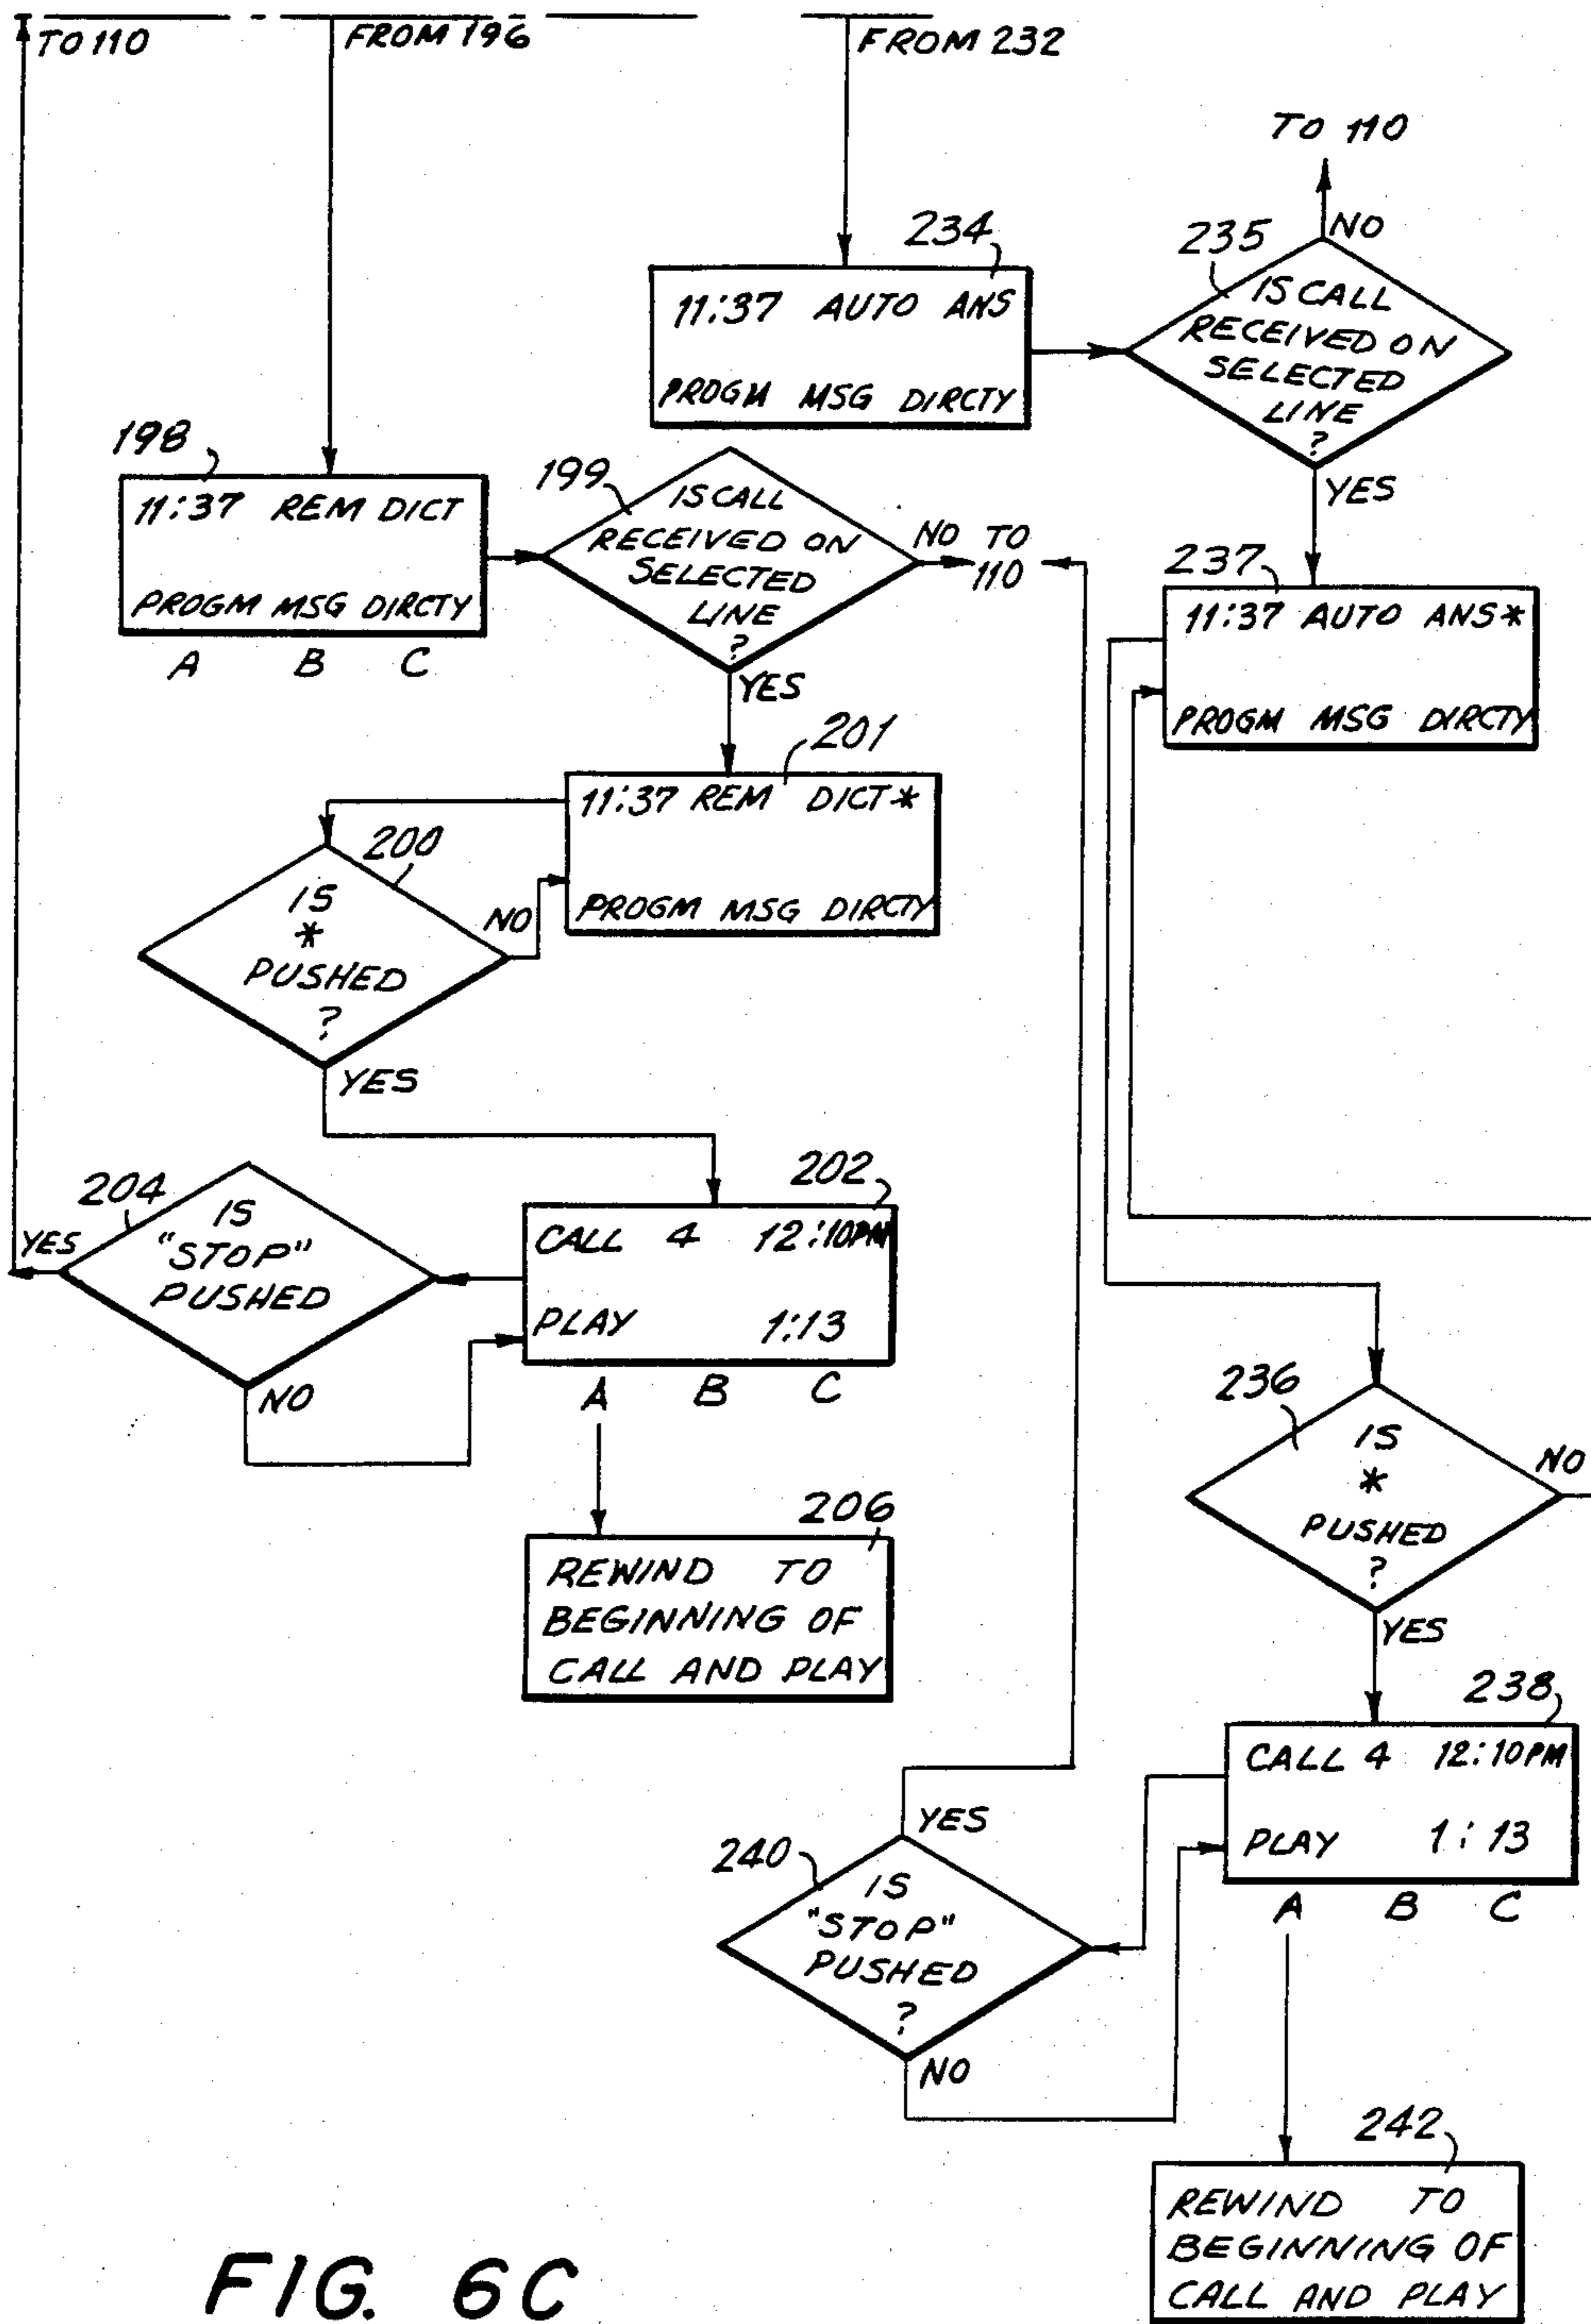 TO 110
FROM 196
FROM 232
TO 110
234
11:37 AUTO ANS
PROGM MSG DIRCTY
235
NO
IS CALL
RECEIVED ON
SELECTED
LINE
?
YES
198
11:37 REM DICT
PROGM MSG DIRCTY
A B C
199
IS CALL
RECEIVED ON
SELECTED
LINE
?
NO TO
110
YES
237
11:37 AUTO ANS*
PROGM MSG DIRCTY
201
11:37 REM DICT*
PROGM MSG DIRCTY
200
IS
*
PUSHED
?
NO
YES
204
IS
"STOP"
PUSHED
YES
NO
202
CALL 4 12:10PM
PLAY 1:13
A B C
206
REWIND TO
BEGINNING OF
CALL AND PLAY
236
IS
*
PUSHED
?
NO
YES
238
CALL 4 12:10PM
PLAY 1:13
A B C
240
YES
IS
"STOP"
PUSHED
?
NO
242
REWIND TO
BEGINNING OF
CALL AND PLAY
FIG. 6C